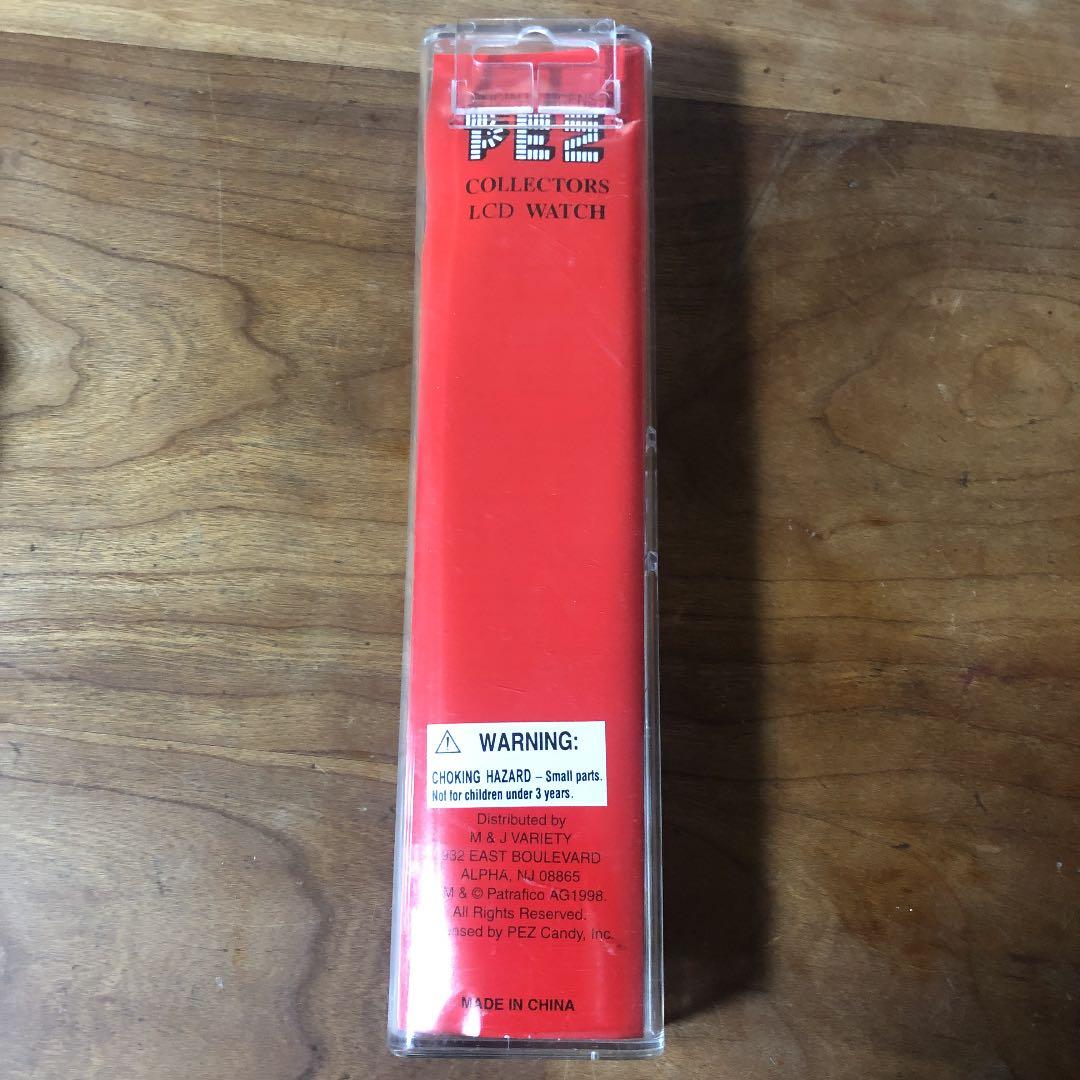 PEZ
COLLECTORS
LCD WATCH
WARNING:
CHOKING HAZARD – Small parts.
Not for children under 3 years.
Distributed by
M & J VARIETY
932 EAST BOULEVARD
ALPHA, NJ 08865
& © Patrafico AG1998.
All Rights Reserved.
by PEZ Candy, Inc.
MADE IN CHINA